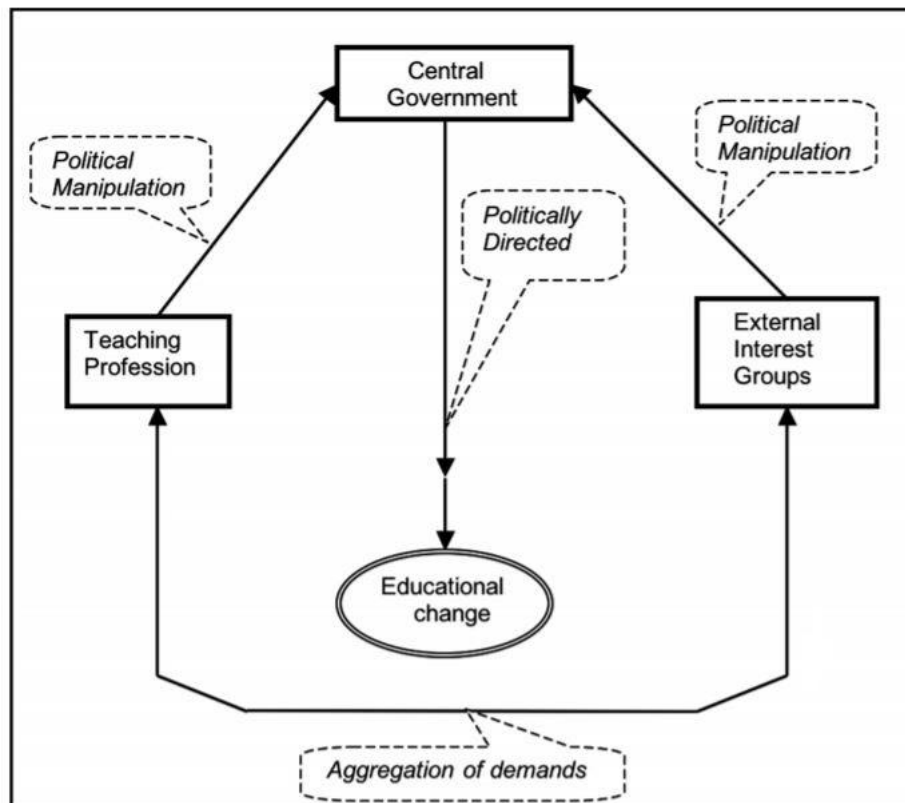 Central
Government
Political
Manipulation
Political
Manipulation
Politically
Directed
Teaching
Profession
External
Interest
Groups
Educational
change
Aggregation of demands